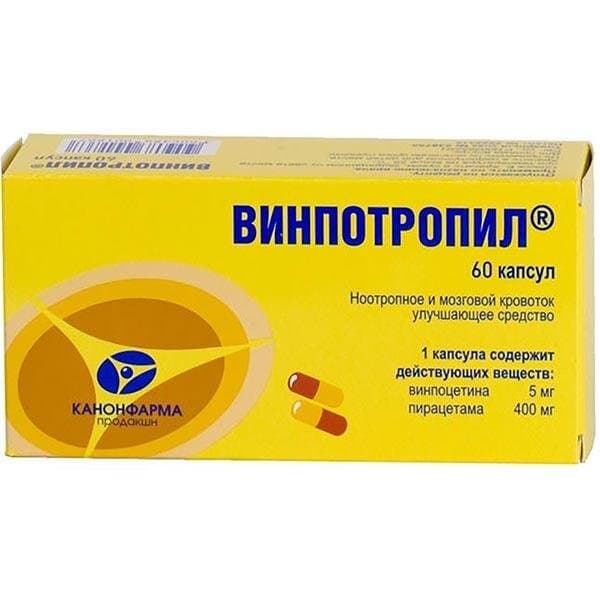 ВИНПОТРОПИЛ®
60 капсул
ВИНПОТРОПИЛ®
60 капсул
Ноотропное и мозговой кровоток
улучшающее средство
1 капсула содержит
действующих веществ:
винпоцетина 5 мг
пирацетама 400 мг
КАНОНФАРМА
продакшн